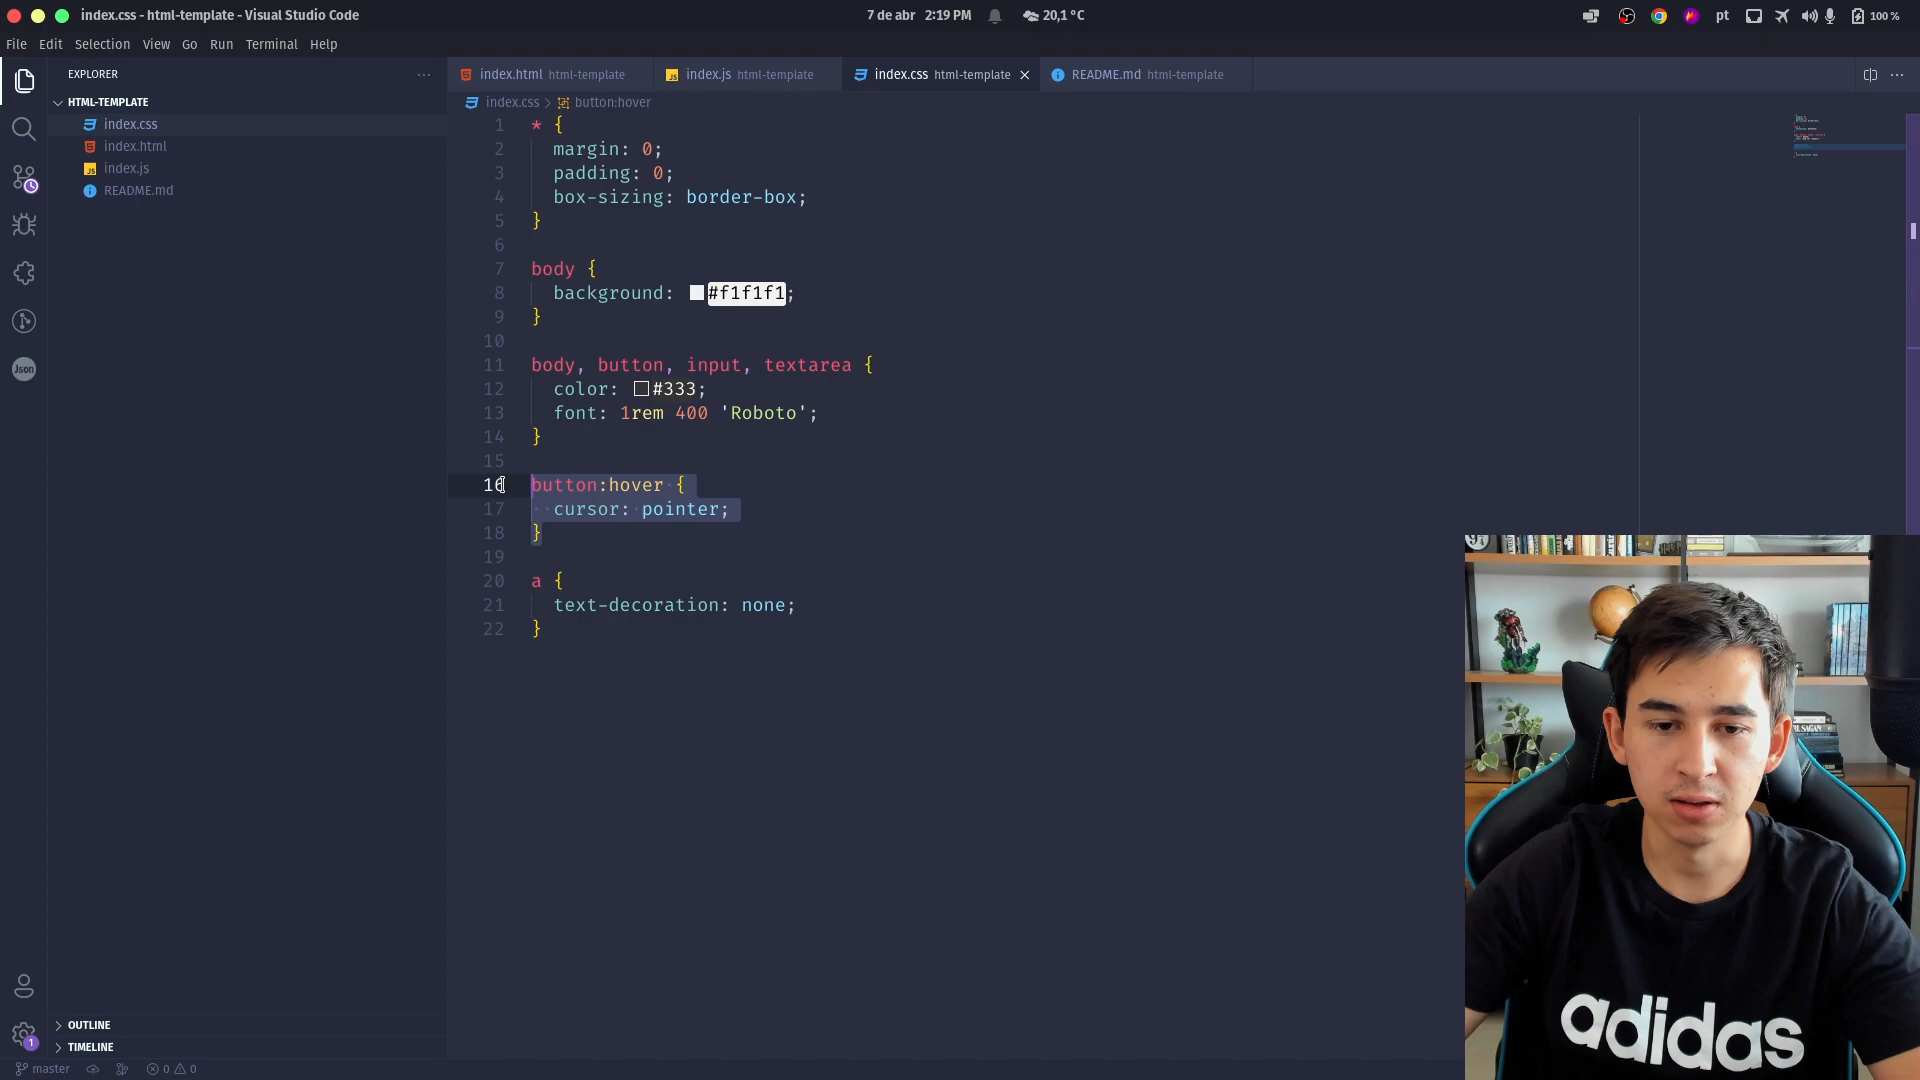 index.css - html-template - Visual Studio Code
7 de abr 2:19 PM
20,1 °C
pt
100 %
File Edit Selection View Go Run Terminal Help
EXPLORER
HTML-TEMPLATE
index.css
index.html
index.js
README.md
index.html html-template
index.js html-template
index.css html-template
README.md html-template
index.css > button:hover
1 * {
2 margin: 0;
3 padding: 0;
4 box-sizing: border-box;
5 }
6
7 body {
8 background: #f1f1f1;
9 }
10
11 body, button, input, textarea {
12 color: #333;
13 font: 1rem 400 'Roboto';
14 }
15
16 button:hover {
17 cursor: pointer;
18 }
19
20 a {
21 text-decoration: none;
22 }
Json
1
OUTLINE
TIMELINE
master
0 0
SAGAN
adidas